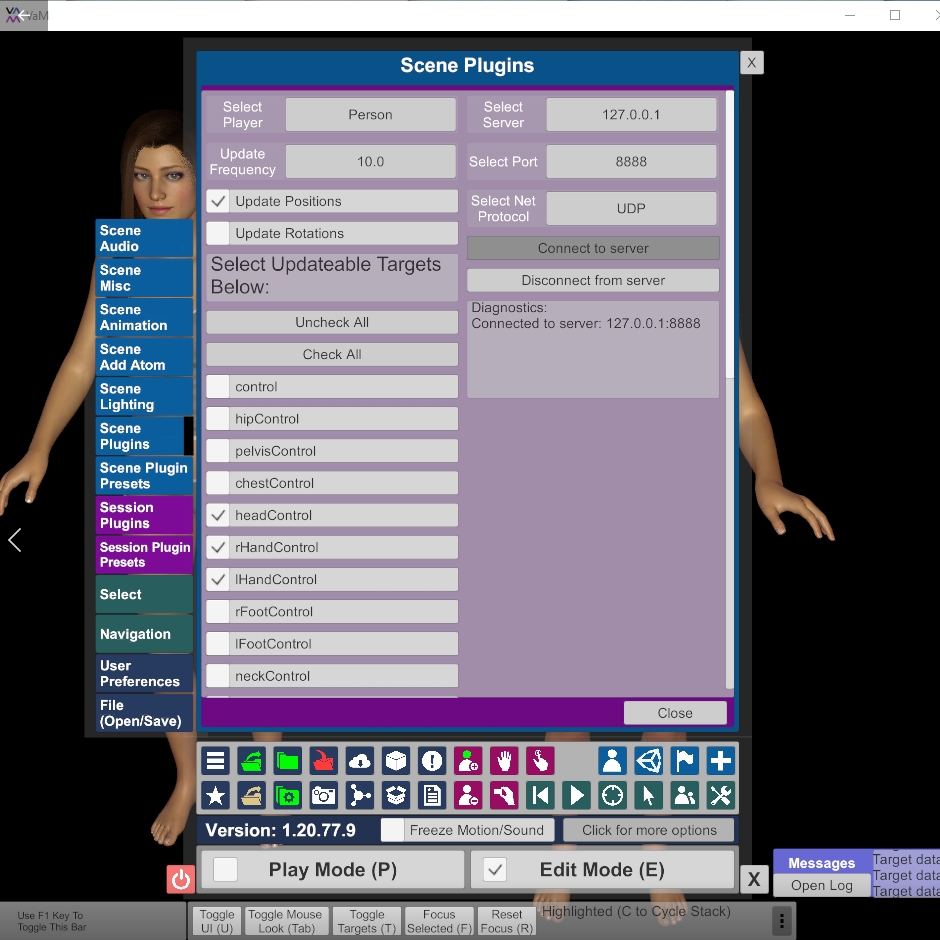 VaM
Scene Plugins
X
Select
Player
Person
Select
Server
127.0.0.1
Update
Frequency
10.0
Select Port
8888
Update Positions
Select Net
Protocol
UDP
Update Rotations
Connect to server
Select Updateable Targets
Below:
Disconnect from server
Diagnostics:
Connected to server: 127.0.0.1:8888
Uncheck All
Check All
control
hipControl
pelvisControl
chestControl
headControl
rHandControl
lHandControl
rFootControl
lFootControl
neckControl
Close
Scene
Audio
Scene
Misc
Scene
Animation
Scene
Add Atom
Scene
Lighting
Scene
Plugins
Scene Plugin
Presets
Session
Plugins
Session Plugin
Presets
Select
Navigation
User
Preferences
File
(Open/Save)
Version: 1.20.77.9
Freeze Motion/Sound
Click for more options
Play Mode (P)
Edit Mode (E)
X
Messages
Open Log
Target data
Target data
Target data
Use F1 Key To
Toggle This Bar
Toggle
UI (U)
Toggle Mouse
Look (Tab)
Toggle
Targets (T)
Focus
Selected (F)
Reset
Focus (R)
Highlighted (C to Cycle Stack)